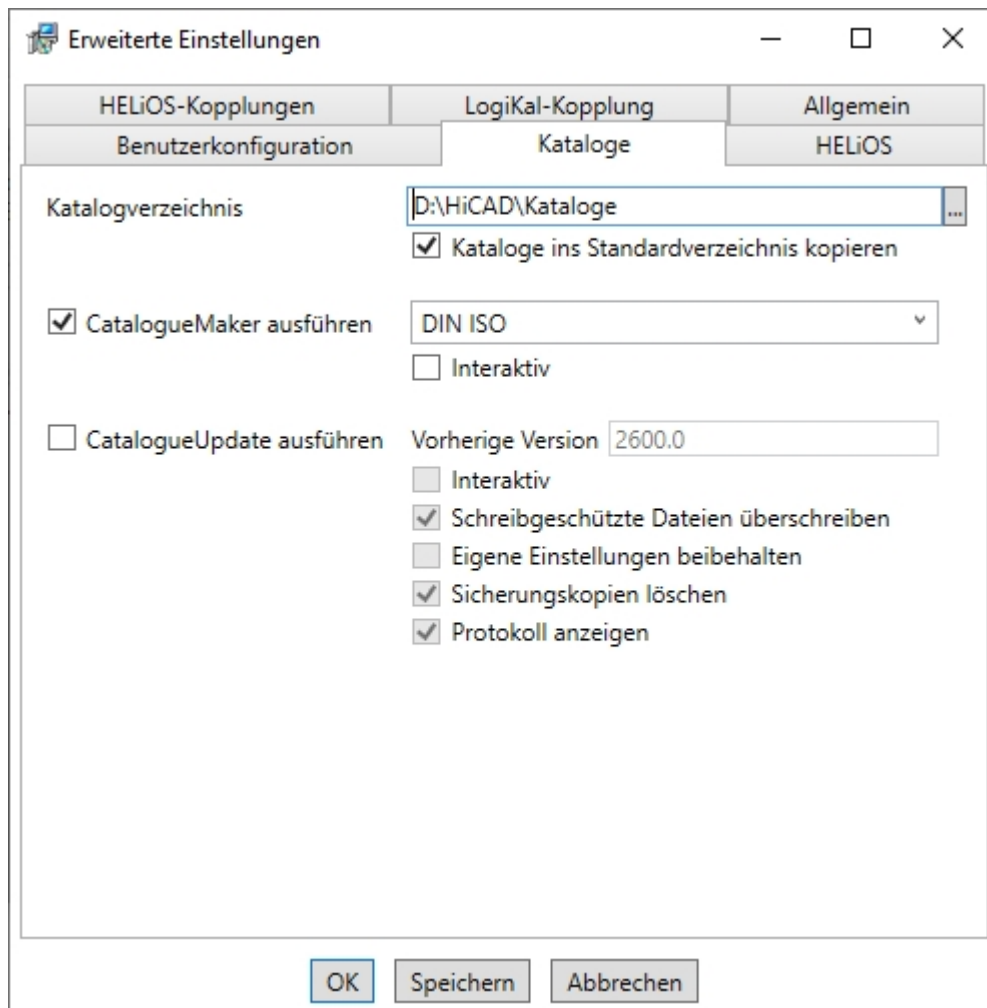 Erweiterte Einstellungen
HELiOS-Kopplungen LogiKal-Kopplung Allgemein
Benutzerkonfiguration Kataloge HELiOS
Katalogverzeichnis D:\HiCAD\Kataloge ...
Kataloge ins Standardverzeichnis kopieren
CatalogueMaker ausführen DIN ISO
Interaktiv
CatalogueUpdate ausführen Vorherige Version 2600.0
Interaktiv
Schreibgeschützte Dateien überschreiben
Eigene Einstellungen beibehalten
Sicherungskopien löschen
Protokoll anzeigen
OK Speichern Abbrechen